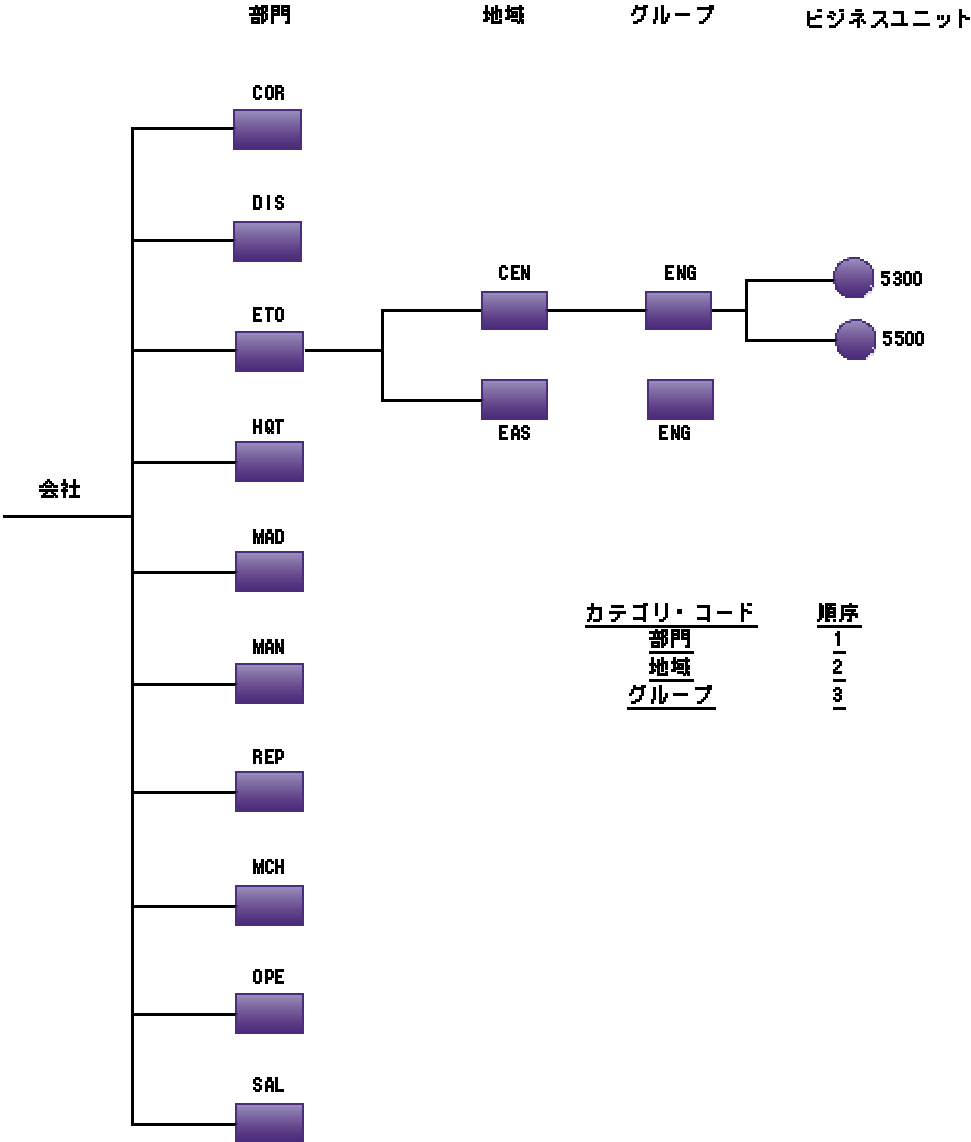 部門 地域 グループ ビジネスユニット
COR
DIS
ETO
CEN
ENG
5300
5500
EAS
ENG
HQT
会社
MAD
MAN
REP
MCH
OPE
SAL
カテゴリ・コード 順序
部門 1
地域 2
グループ 3